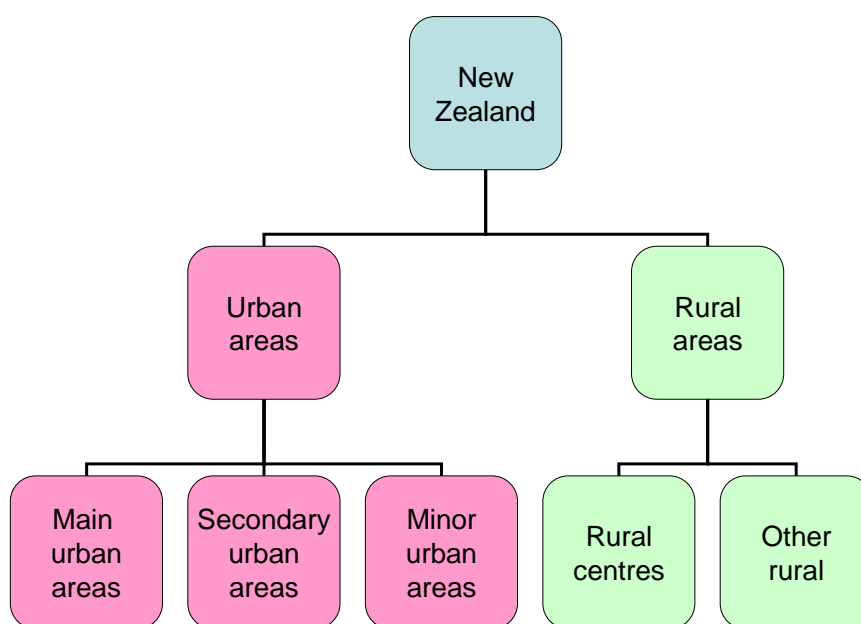 New
Zealand
Urban
areas
Rural
areas
Main
urban
areas
Secondary
urban
areas
Minor
urban
areas
Rural
centres
Other
rural